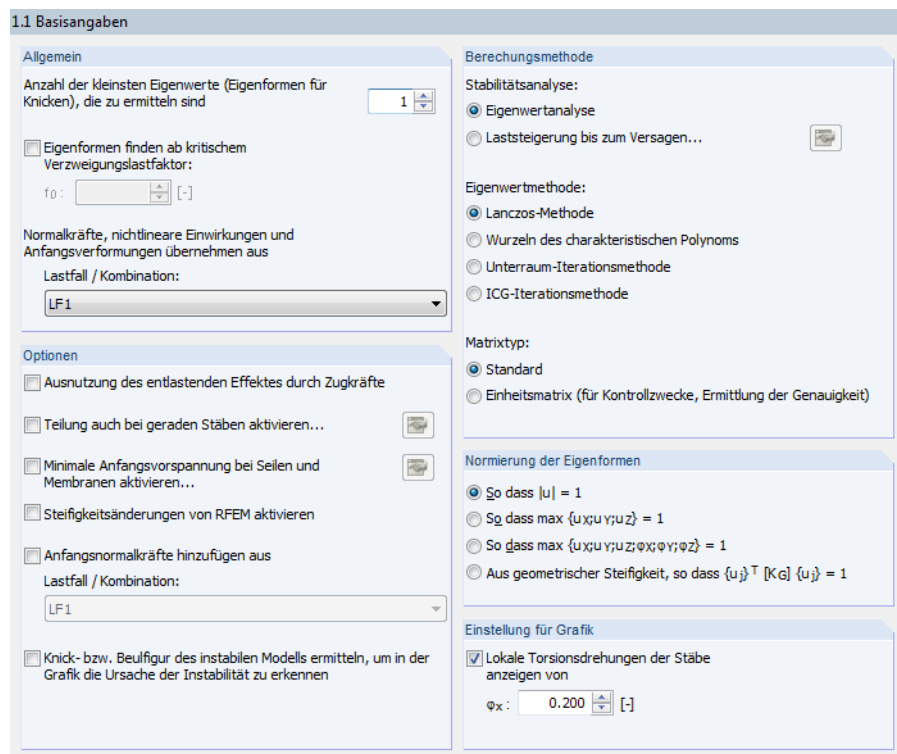 1.1 Basisangaben
Allgemein
Anzahl der kleinsten Eigenwerte (Eigenformen für
Knicken), die zu ermitteln sind
1
Eigenformen finden ab kritischem
Verzweigungslastfaktor:
f0 : [-]
Normalkräfte, nichtlineare Einwirkungen und
Anfangsverformungen übernehmen aus
Lastfall / Kombination:
LF1
Optionen
Ausnutzung des entlastenden Effektes durch Zugkräfte
Teilung auch bei geraden Stäben aktivieren...
Minimale Anfangsvorspannung bei Seilen und
Membranen aktivieren...
Steifigkeitsänderungen von RFEM aktivieren
Anfangsnormalkräfte hinzufügen aus
Lastfall / Kombination:
LF1
Knick- bzw. Beulfigur des instabilen Modells ermitteln, um in der
Grafik die Ursache der Instabilität zu erkennen
Berechungsmethode
Stabilitätsanalyse:
Eigenwertanalyse
Laststeigerung bis zum Versagen...
Eigenwertmethode:
Lanczos-Methode
Wurzeln des charakteristischen Polynoms
Unterraum-Iterationsmethode
ICG-Iterationsmethode
Matrixtyp:
Standard
Einheitsmatrix (für Kontrollzwecke, Ermittlung der Genauigkeit)
Normierung der Eigenformen
So dass |u| = 1
So dass max {uX;uY;uZ} = 1
So dass max {uX;uY;uZ;φX;φY;φZ} = 1
Aus geometrischer Steifigkeit, so dass {uj}T [KG] {uj} = 1
Einstellung für Grafik
Lokale Torsionsdrehungen der Stäbe
anzeigen von
φx : 0.200 [-]